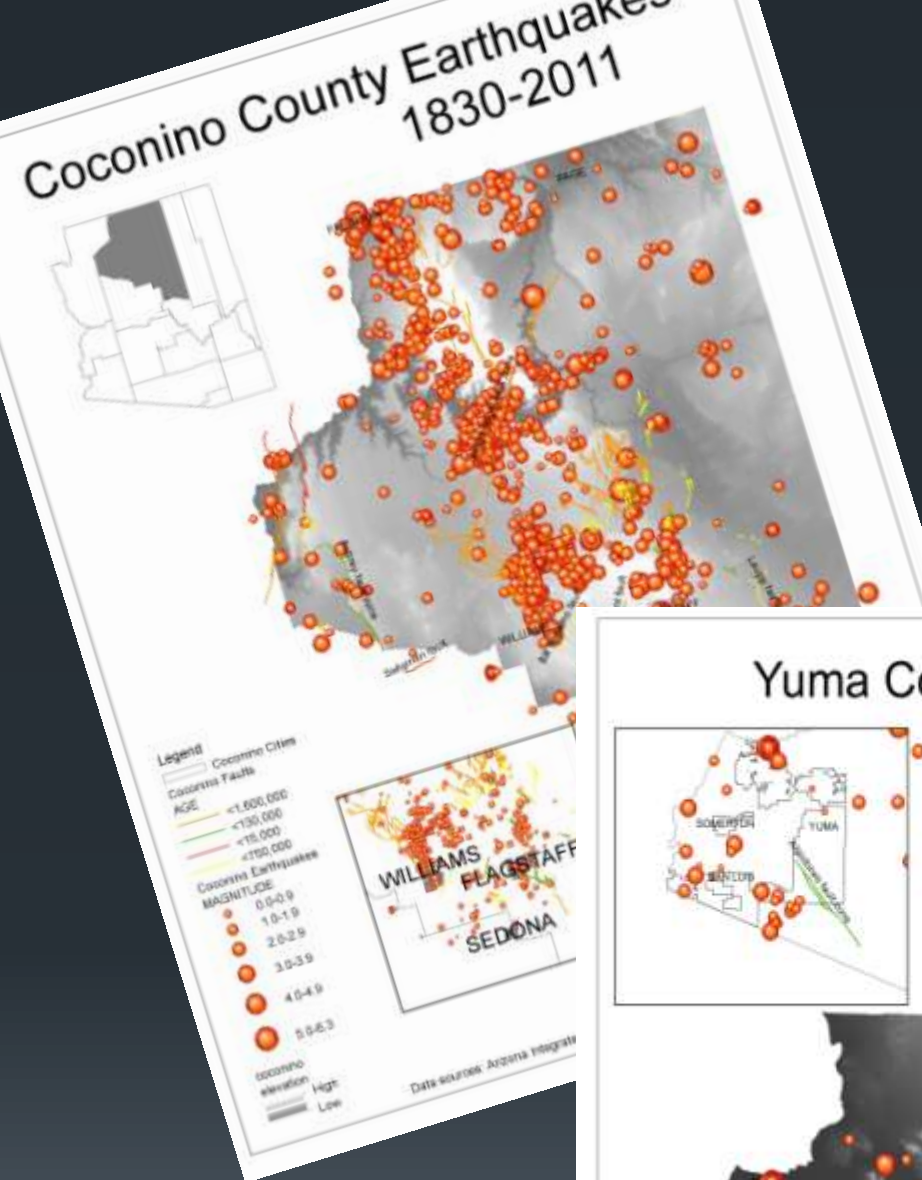 Coconino County Earthquakes
1830-2011
PAGE
WILLIAMS
FLAGSTAFF
SEDONA
Legend
Coconino Cities
Coconino Faults
AGE
<1,600,000
<130,000
<15,000
<750,000
Coconino Earthquakes
MAGNITUDE
0.0-0.9
1.0-1.9
2.0-2.9
3.0-3.9
4.0-4.9
5.0-6.3
coconino
elevation
High
Low
Data sources: Arizona Integrate
Yuma Co
SOMERTON
YUMA